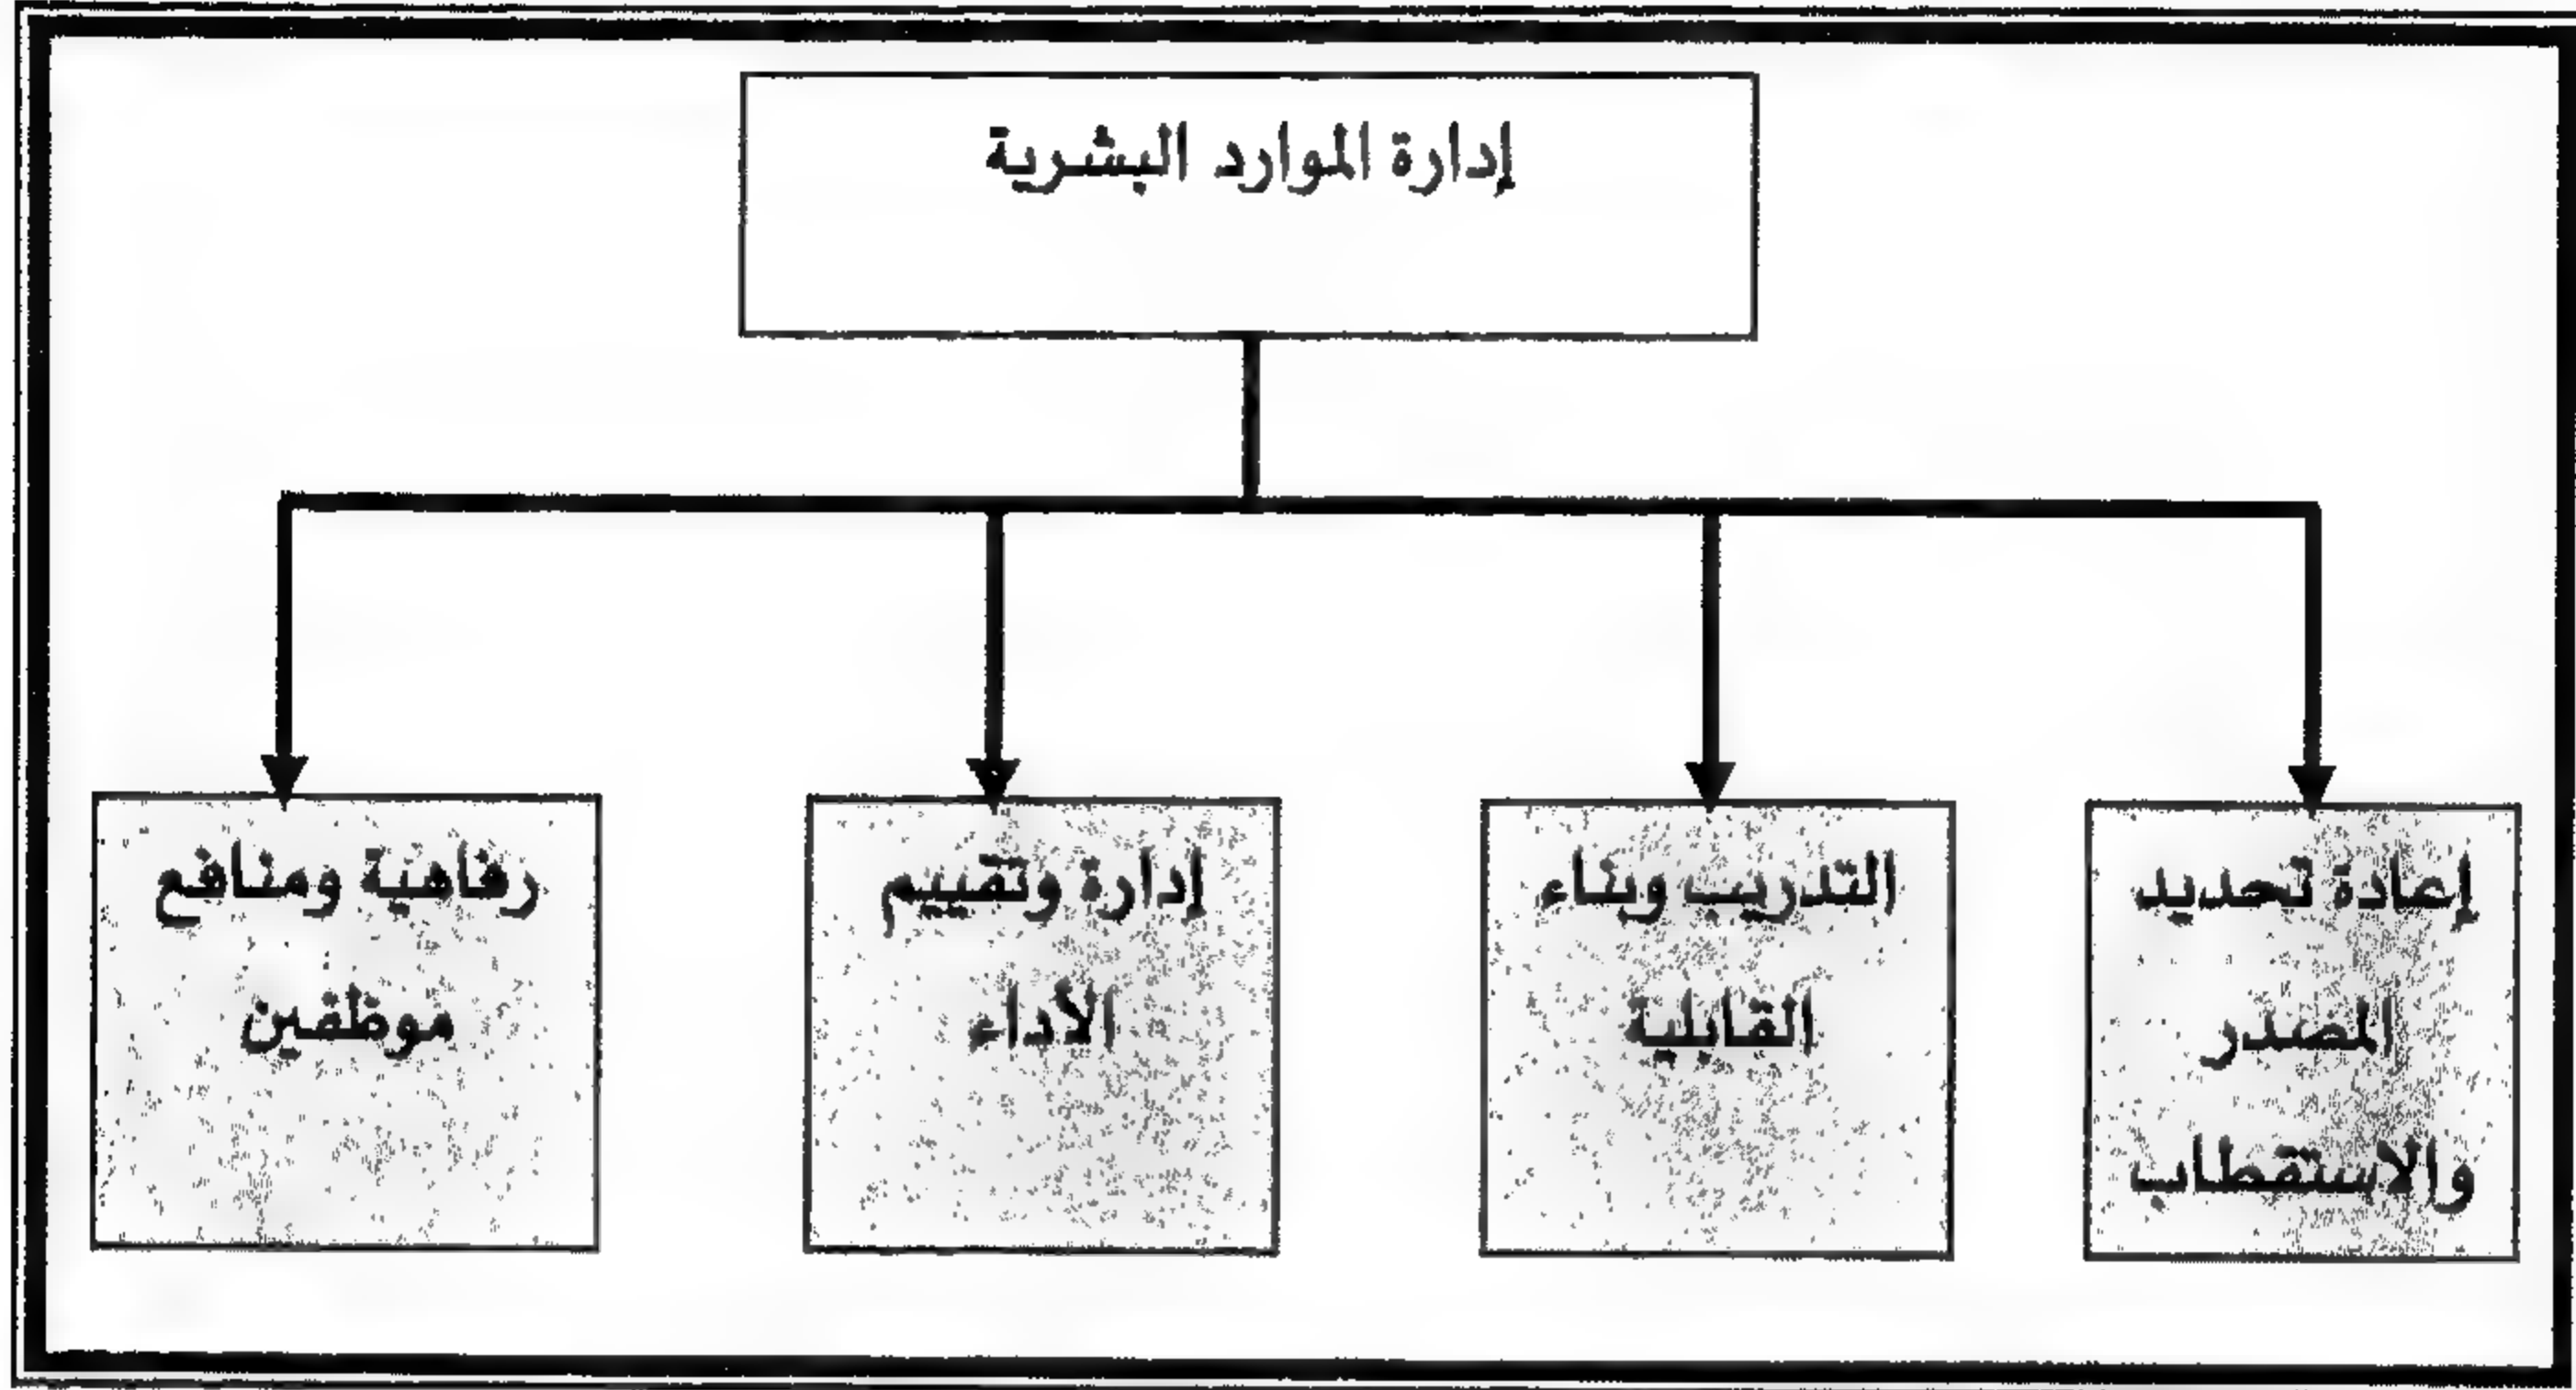 إدارة الموارد البشرية
إعادة تحديد
المصدر
والاستقطاب
التدريب وبناء
القابلية
إدارة وتقييم
الأداء
رفاهية ومنافع
موظفين